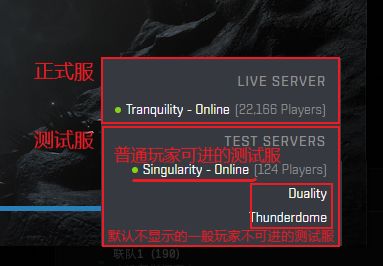 正式服
LIVE SERVER
Tranquility - Online (22,166 Players)
测试服
TEST SERVERS
普通玩家可进的测试服
Singularity - Online (124 Players)
Duality
Thunderdome
默认不显示的一般玩家不可进的测试服
联队1 (190)